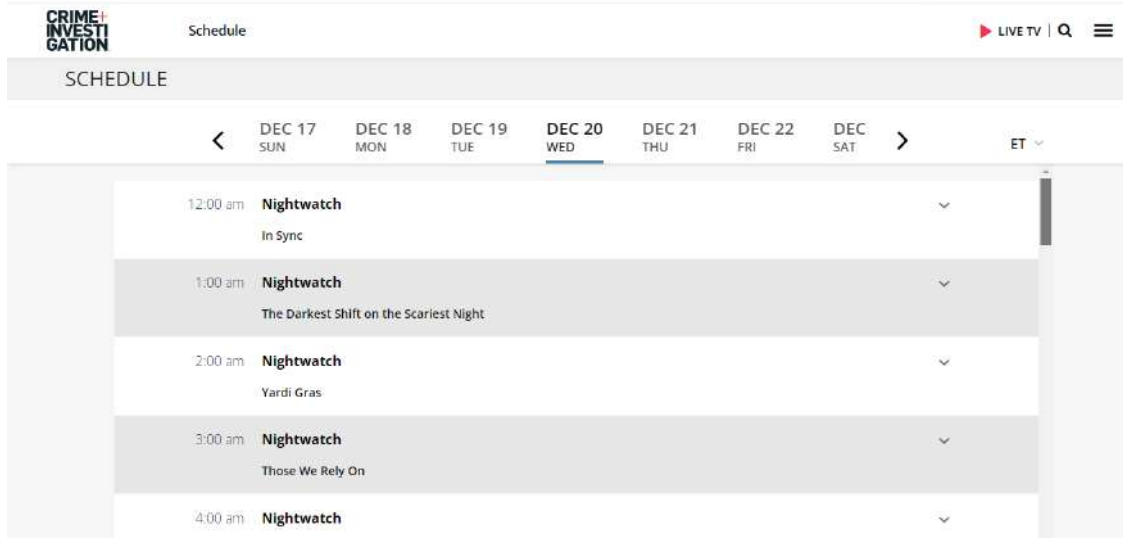 CRIME+
INVESTI
GATION
Schedule
LIVE TV
SCHEDULE
DEC 17 DEC 18 DEC 19 DEC 20 DEC 21 DEC 22 DEC
SUN MON TUE WED THU FRI SAT
ET
12:00 am Nightwatch
In Sync
1:00 am Nightwatch
The Darkest Shift on the Scariest Night
2:00 am Nightwatch
Yardi Gras
3:00 am Nightwatch
Those We Rely On
4:00 am Nightwatch